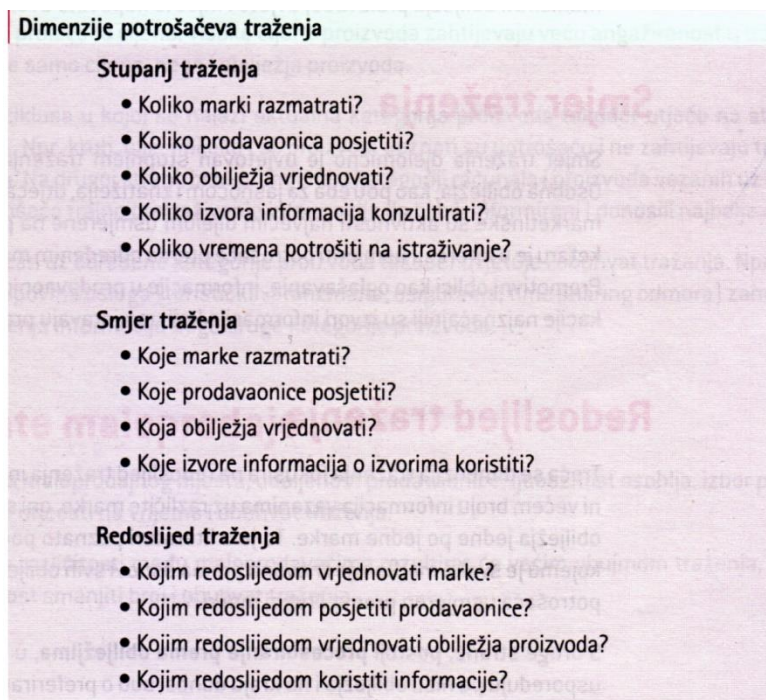 Dimenzije potrošačeva traženja
Stupanj traženja
• Koliko marki razmatrati?
• Koliko prodavaonica posjetiti?
• Koliko obilježja vrjednovati?
• Koliko izvora informacija konzultirati?
• Koliko vremena potrošiti na istraživanje?
Smjer traženja
• Koje marke razmatrati?
• Koje prodavaonice posjetiti?
• Koja obilježja vrjednovati?
• Koje izvore informacija o izvorima koristiti?
Redoslijed traženja
• Kojim redoslijedom vrjednovati marke?
• Kojim redoslijedom posjetiti prodavaonice?
• Kojim redoslijedom vrjednovati obilježja proizvoda?
• Kojim redoslijedom koristiti informacije?